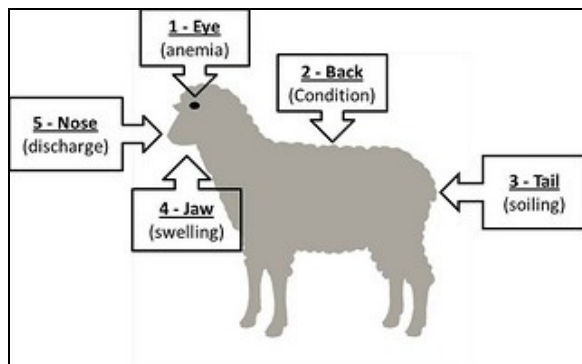 1 - Eye
(anemia)
2 - Back
(Condition)
5 - Nose
(discharge)
3 - Tail
(soiling)
4 - Jaw
(swelling)